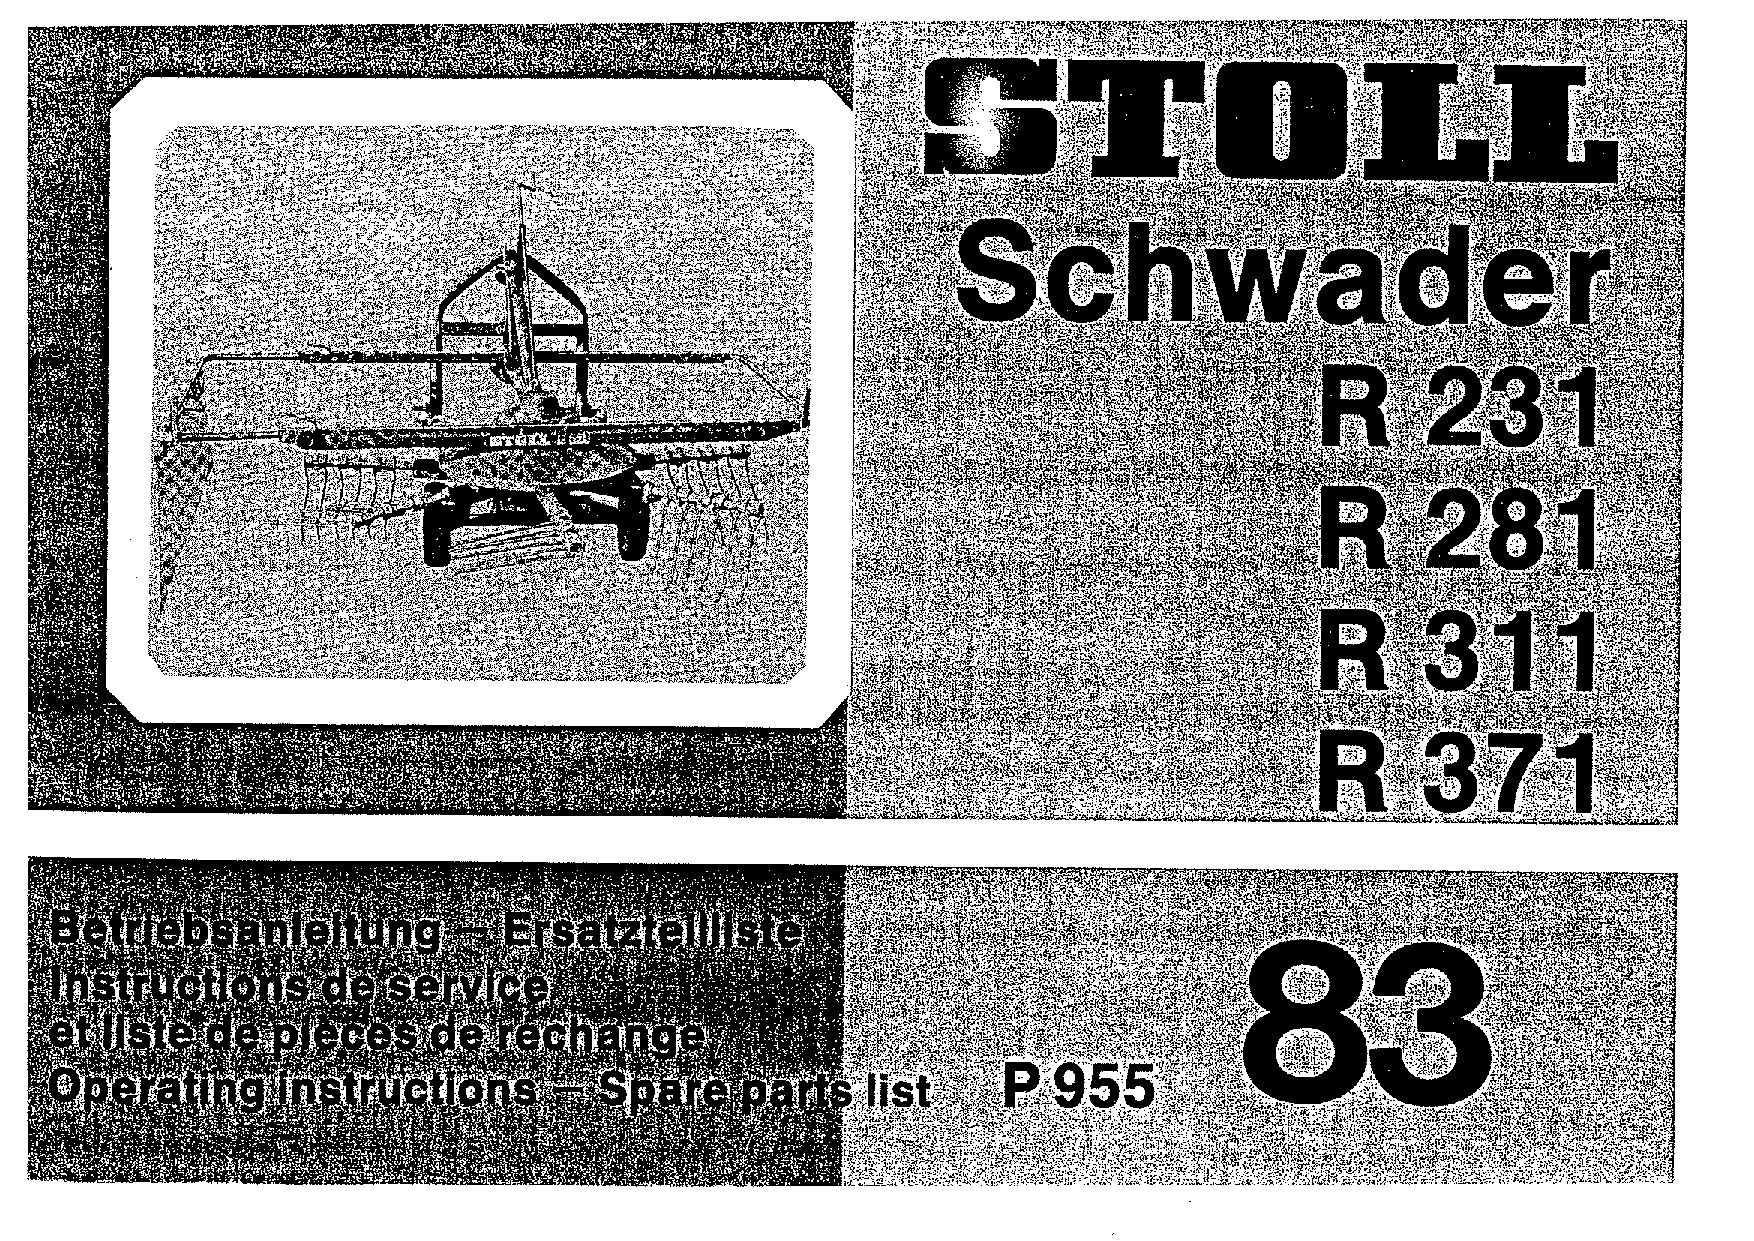 STOLL
Schwader
R 231
R 281
R 311
R 371
Betriebsanleitung – Ersatzteilliste
Instructions de service
et liste de pièces de réchange
Operating instructions – Spare parts list
P 955
83